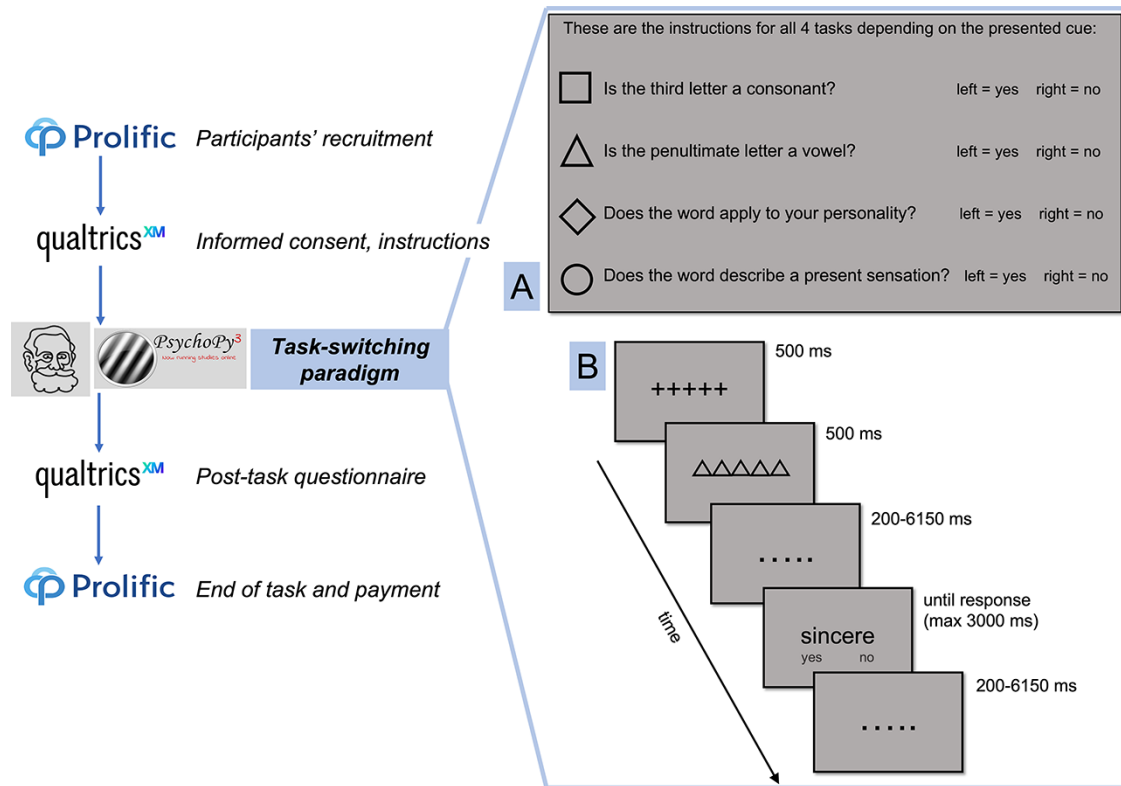 Prolific Participants' recruitment
qualtrics XM Informed consent, instructions
PsychoPy3
now running studies online
Task-switching
paradigm
qualtrics XM Post-task questionnaire
Prolific End of task and payment
A
These are the instructions for all 4 tasks depending on the presented cue:
Is the third letter a consonant? left = yes right = no
Is the penultimate letter a vowel? left = yes right = no
Does the word apply to your personality? left = yes right = no
Does the word describe a present sensation? left = yes right = no
B
+++++
500 ms
500 ms
.....
200-6150 ms
sincere
yes no
until response
(max 3000 ms)
.....
200-6150 ms
time